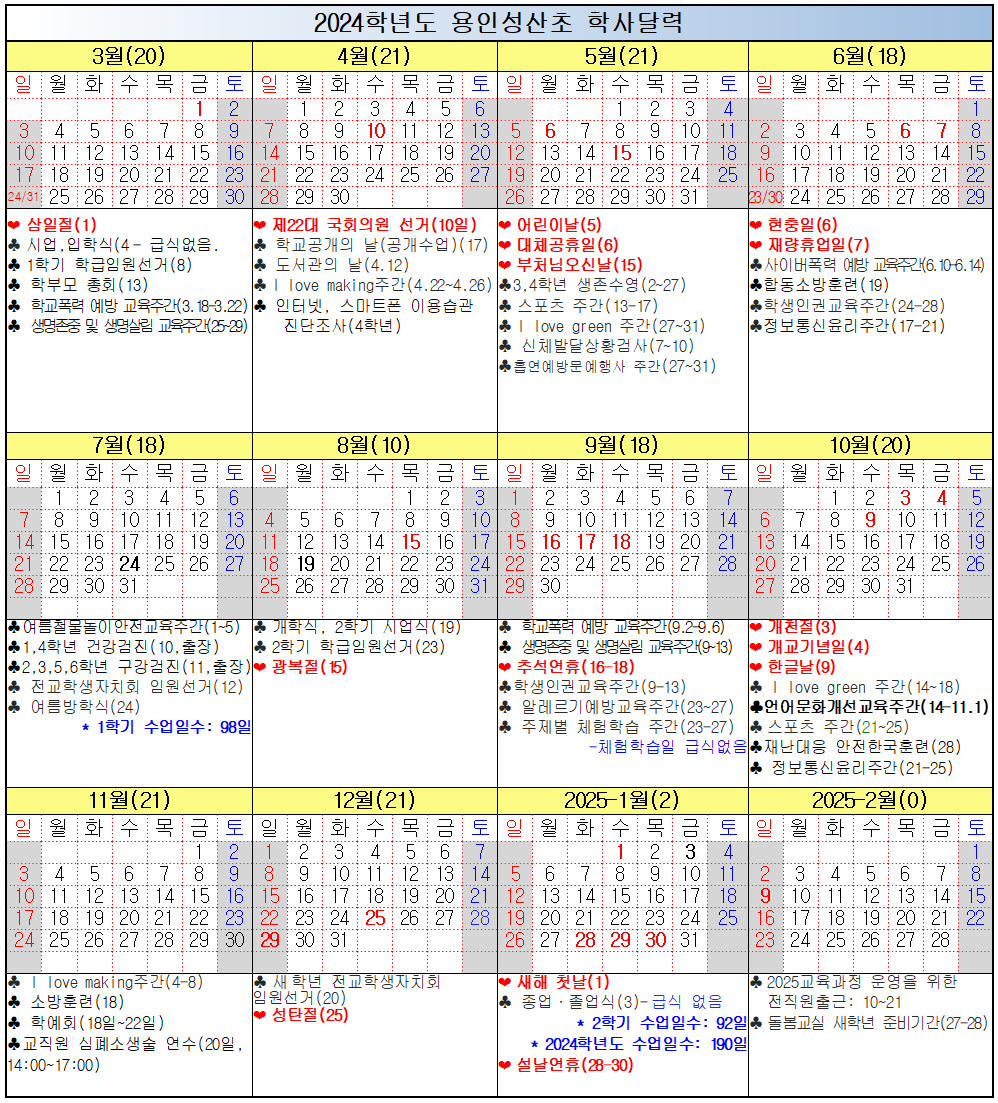 2024학년도 용인성산초 학사달력
3월(20) 4월(21) 5월(21) 6월(18)
일 월 화 수 목 금 토 일 월 화 수 목 금 토 일 월 화 수 목 금 토 일 월 화 수 목 금 토
1 2 1 2 3 4 5 6 1 2 3 4 1
3 4 5 6 7 8 9 7 8 9 10 11 12 13 5 6 7 8 9 10 11 2 3 4 5 6 7 8
10 11 12 13 14 15 16 14 15 16 17 18 19 20 12 13 14 15 16 17 18 9 10 11 12 13 14 15
17 18 19 20 21 22 23 21 22 23 24 25 26 27 19 20 21 22 23 24 25 16 17 18 19 20 21 22
24/31 25 26 27 28 29 30 28 29 30 26 27 28 29 30 31 23/30 24 25 26 27 28 29
❤ 삼일절(1)
♣ 시업,입학식(4- 급식없음.
♣ 1학기 학급임원선거(8)
♣ 학부모 총회(13)
♣ 학교폭력 예방 교육주간(3.18-3.22)
♣ 생명존중 및 생명살림 교육주간(25-29)
❤ 제22대 국회의원 선거(10일)
♣ 학교공개의 날(공개수업)(17)
♣ 도서관의 날(4.12)
♣ I love making주간(4.22~4.26)
♣ 인터넷, 스마트폰 이용습관
진단조사(4학년)
❤ 어린이날(5)
❤ 대체공휴일(6)
❤ 부처님오신날(15)
♣3,4학년 생존수영(2~27)
♣ 스포츠 주간(13-17)
♣ I love green 주간(27~31)
♣ 신체발달상황검사(7~10)
♣흡연예방문예행사 주간(27~31)
❤ 현충일(6)
❤ 재량휴업일(7)
♣사이버폭력 예방 교육주간(6.10-6.14)
♣합동소방훈련(19)
♣학생인권교육주간(24-28)
♣정보통신윤리주간(17-21)
7월(18) 8월(10) 9월(18) 10월(20)
일 월 화 수 목 금 토 일 월 화 수 목 금 토 일 월 화 수 목 금 토 일 월 화 수 목 금 토
1 2 3 4 5 6 1 2 3 1 2 3 4 5 6 7 1 2 3 4 5
7 8 9 10 11 12 13 4 5 6 7 8 9 10 8 9 10 11 12 13 14 6 7 8 9 10 11 12
14 15 16 17 18 19 20 11 12 13 14 15 16 17 15 16 17 18 19 20 21 13 14 15 16 17 18 19
21 22 23 24 25 26 27 18 19 20 21 22 23 24 22 23 24 25 26 27 28 20 21 22 23 24 25 26
28 29 30 31 25 26 27 28 29 30 31 29 30 27 28 29 30 31
♣여름철물놀이안전교육주간(1~5)
♣1,4학년 건강검진(10,출장)
♣2,3,5,6학년 구강검진(11,출장)
♣ 전교학생자치회 임원선거(12)
♣ 여름방학식(24)
* 1학기 수업일수: 98일
♣ 개학식, 2학기 시업식(19)
♣ 2학기 학급임원선거(23)
❤ 광복절(15)
♣ 학교폭력 예방 교육주간(9.2-9.6)
♣ 생명존중 및 생명살림 교육주간(9-13)
❤ 추석연휴(16-18)
♣학생인권교육주간(9-13)
♣ 알레르기예방교육주간(23~27)
♣ 주제별 체험학습 주간(23-27)
-체험학습일 급식없음
❤ 개천절(3)
❤ 개교기념일(4)
❤ 한글날(9)
♣ I love green 주간(14~18)
♣언어문화개선교육주간(14-11.1)
♣스포츠 주간(21~25)
♣재난대응 안전한국훈련(28)
♣ 정보통신윤리주간(21-25)
11월(21) 12월(21) 2025-1월(2) 2025-2월(0)
일 월 화 수 목 금 토 일 월 화 수 목 금 토 일 월 화 수 목 금 토 일 월 화 수 목 금 토
1 2 1 2 3 4 5 6 7 1 2 3 4 1
3 4 5 6 7 8 9 8 9 10 11 12 13 14 5 6 7 8 9 10 11 2 3 4 5 6 7 8
10 11 12 13 14 15 16 15 16 17 18 19 20 21 12 13 14 15 16 17 18 9 10 11 12 13 14 15
17 18 19 20 21 22 23 22 23 24 25 26 27 28 19 20 21 22 23 24 25 16 17 18 19 20 21 22
24 25 26 27 28 29 30 29 30 31 26 27 28 29 30 31 23 24 25 26 27 28
♣ I love making주간(4-8)
♣ 소방훈련(18)
♣ 학예회(18일~22일)
♣교직원 심폐소생술 연수(20일,
14:00~17:00)
♣ 새 학년 전교학생자치회
임원선거(20)
❤ 성탄절(25)
❤ 새해 첫날(1)
♣ 종업·졸업식(3)-급식 없음
* 2학기 수업일수: 92일
* 2024학년도 수업일수: 190일
❤ 설날연휴(28-30)
♣2025교육과정 운영을 위한
전직원출근: 10~21
♣ 돌봄교실 새학년 준비기간(27-28)